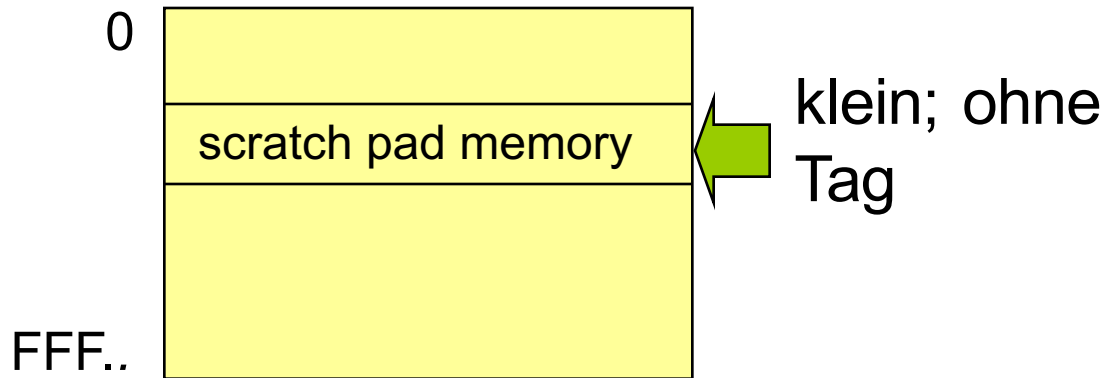 0
scratch pad memory
klein; ohne
Tag
FFF.,